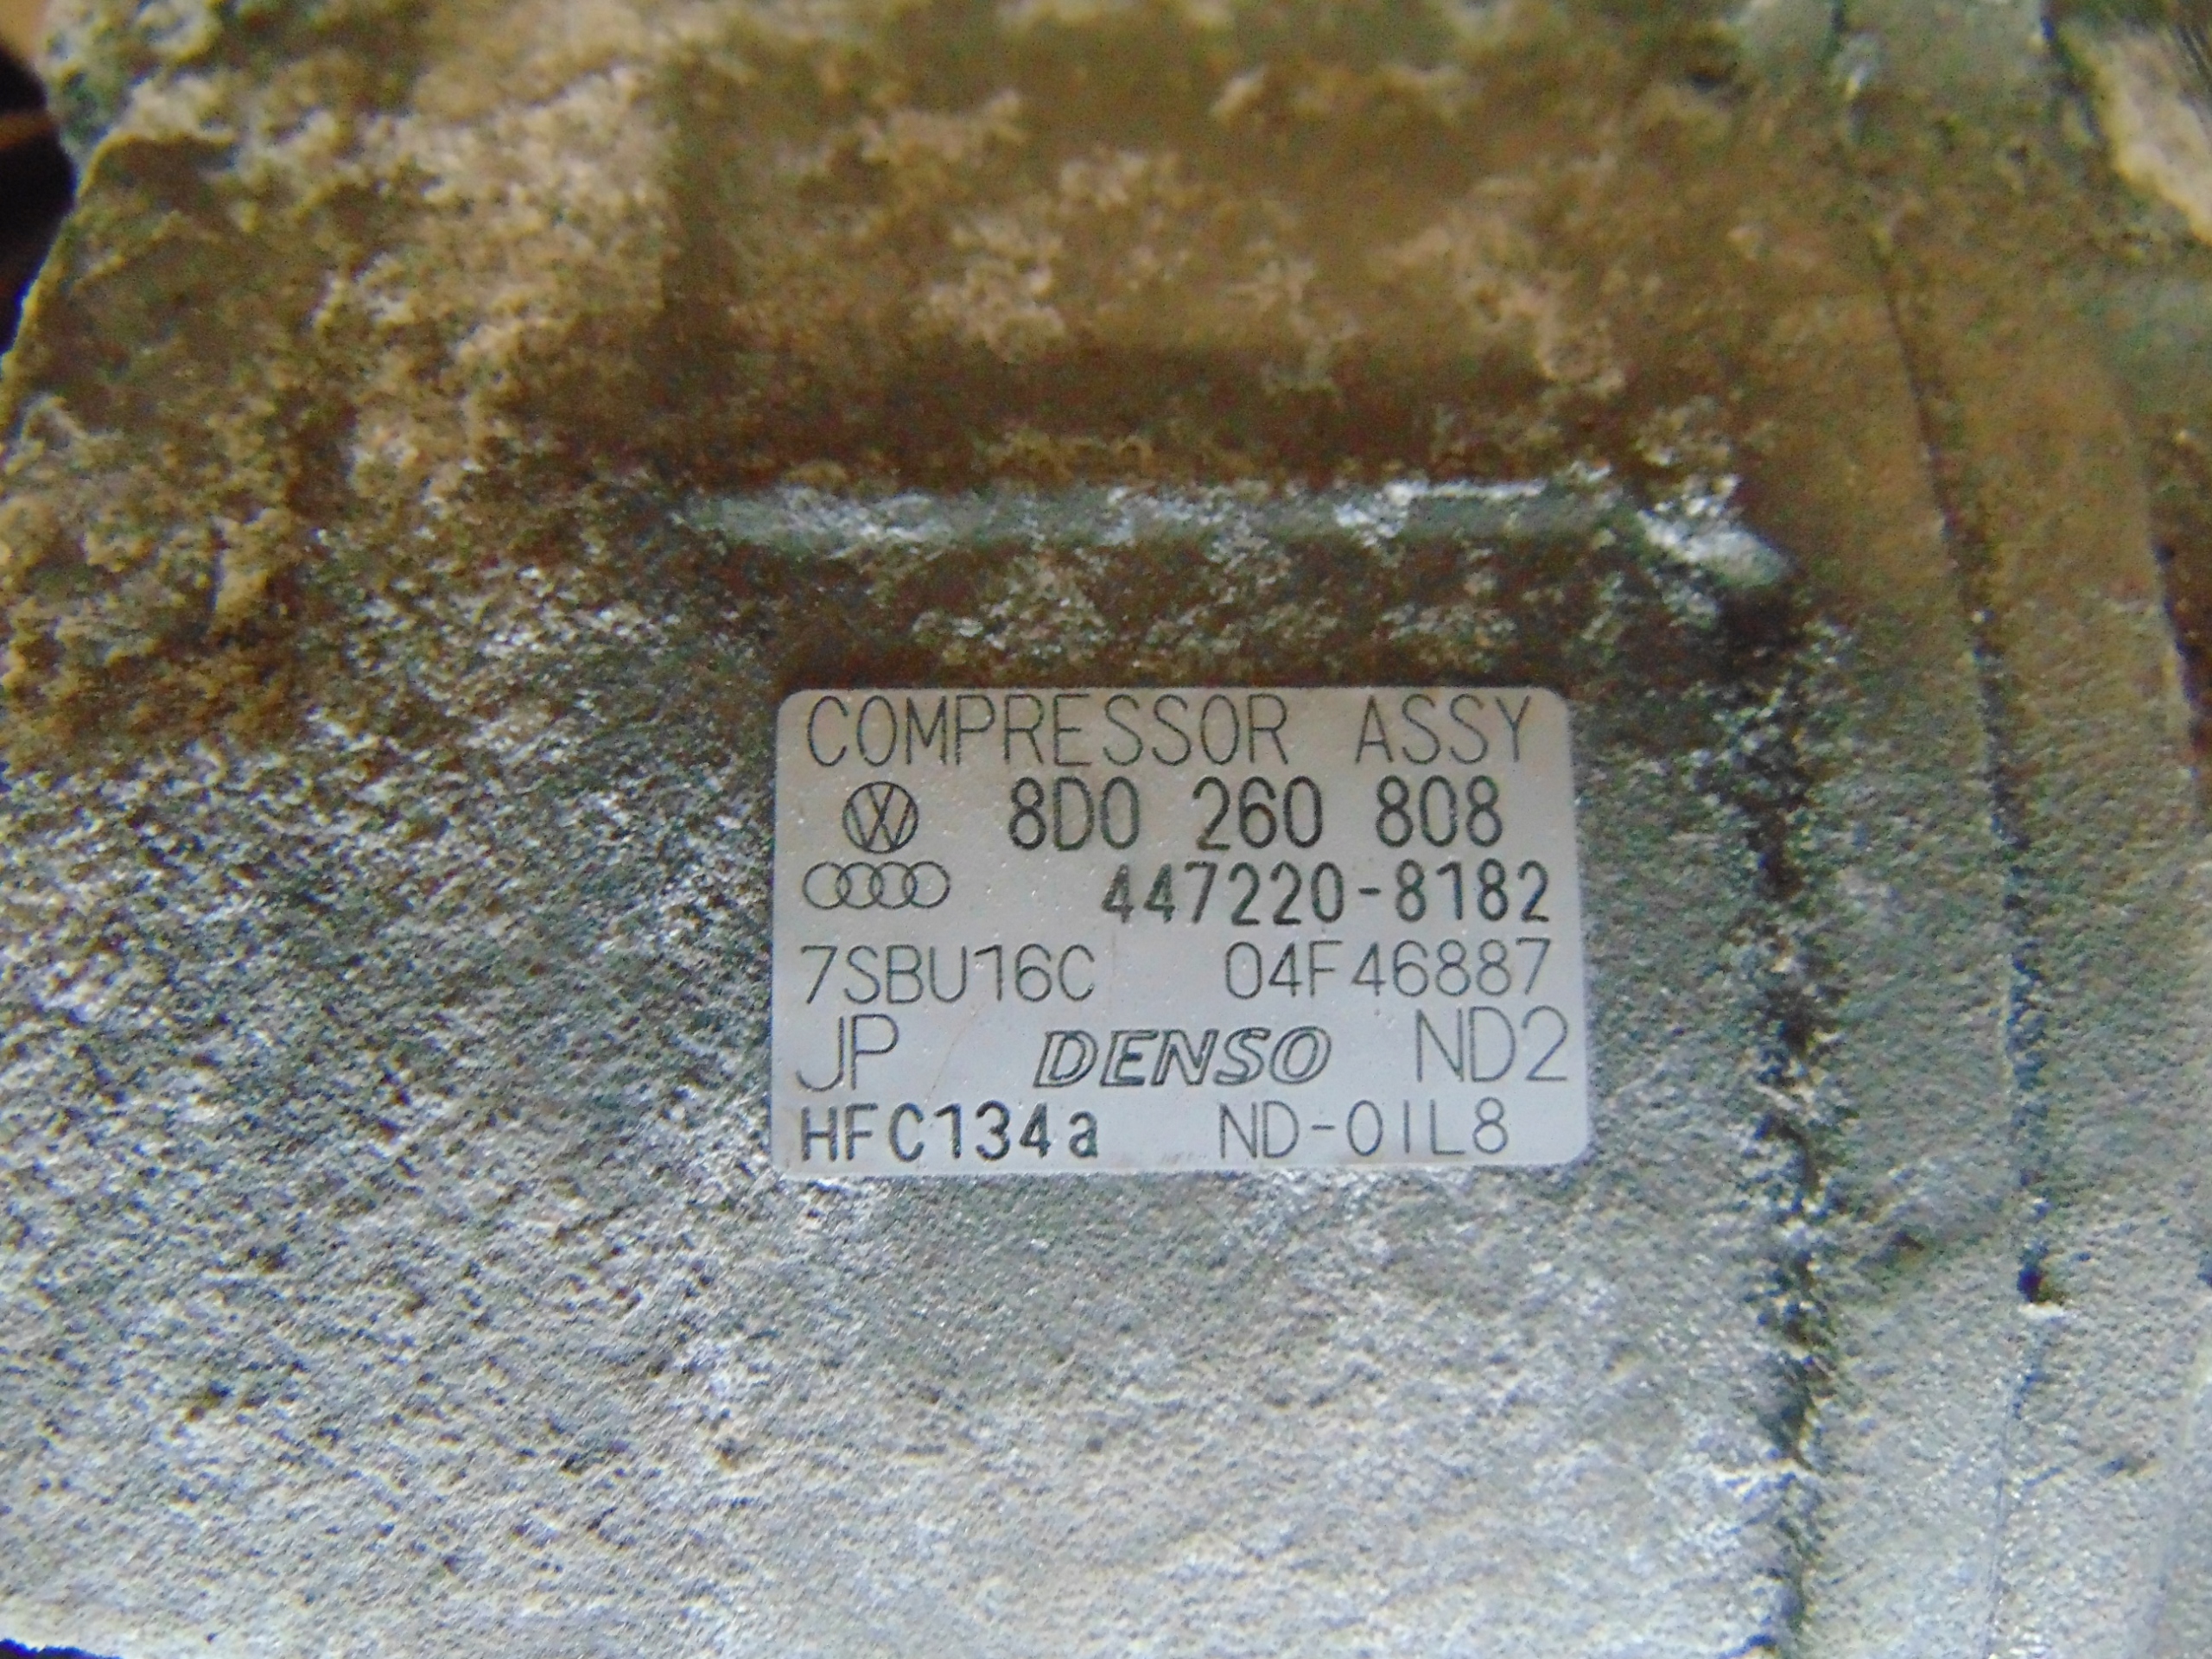 COMPRESSOR ASSY
8D0 260 808
447220-8182
7SBU16C 04F46887
JP DENSO ND2
HFC134a ND-OIL8